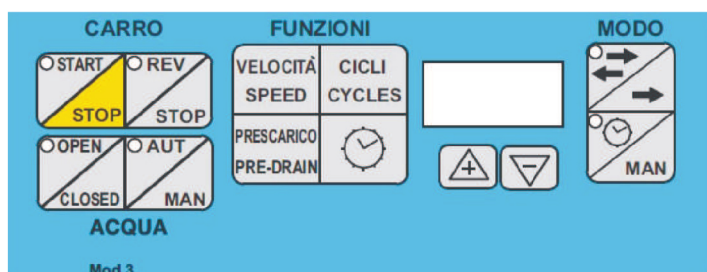 CARRO
FUNZIONI
MODO
START
REV
STOP
STOP
OPEN
AUT
CLOSED
MAN
ACQUA
VELOCITÀ
SPEED
CICLI
CYCLES
PRESCARICO
PRE-DRAIN
+
−
MAN
Mod.3